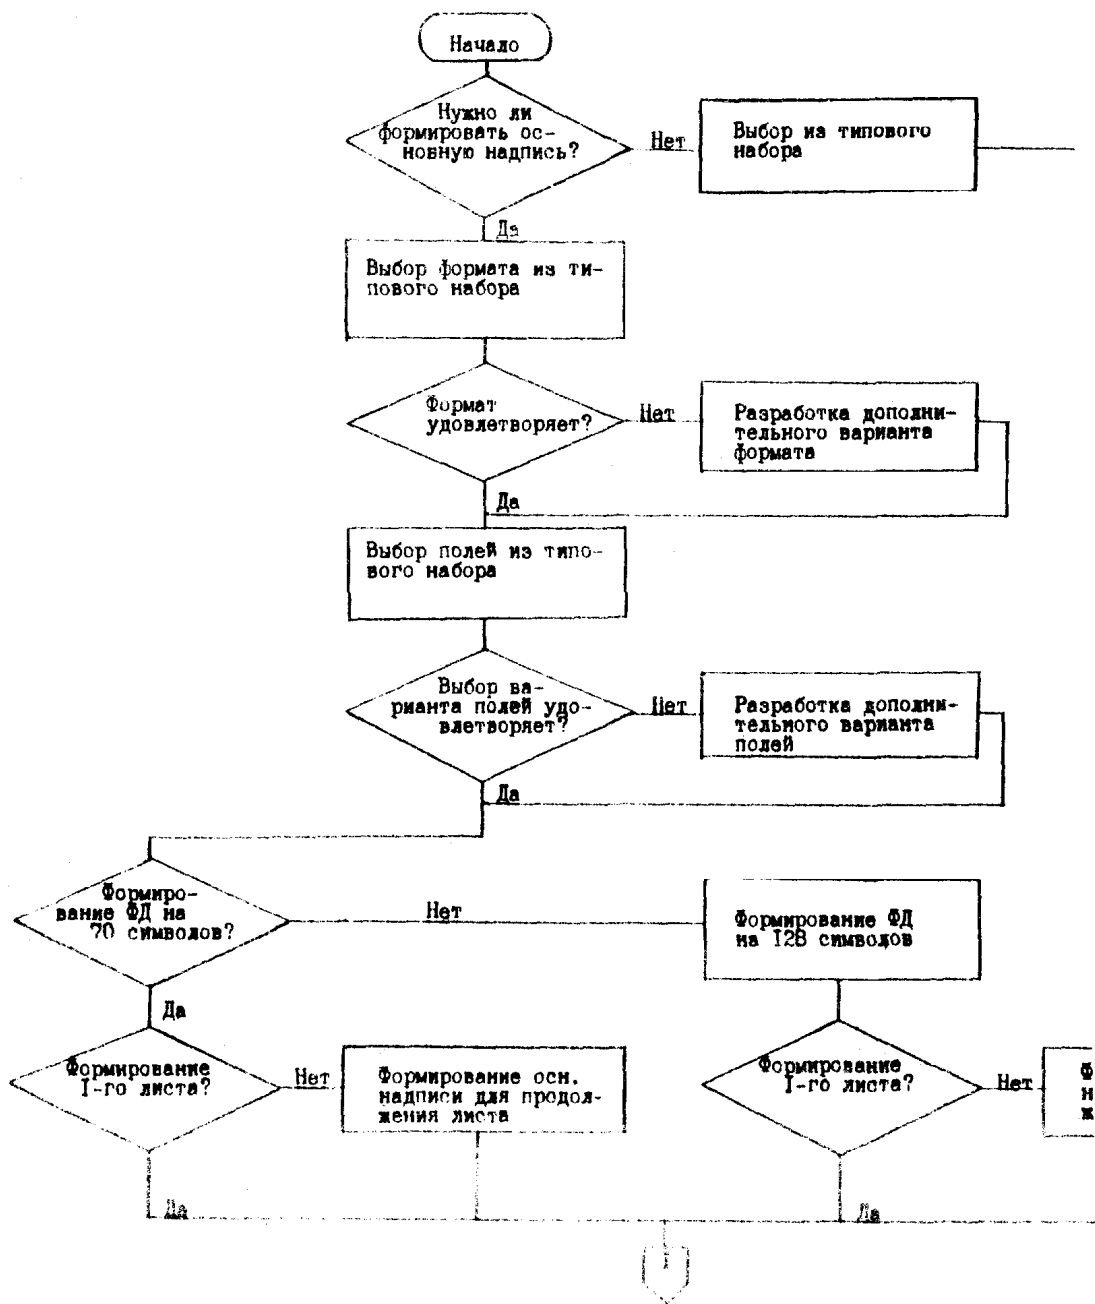 Начало
Нужно ли
формировать ос-
новную надпись?
Нет
Выбор из типового
набора
Да
Выбор формата из ти-
пового набора
Формат
удовлетворяет?
Нет
Разработка дополни-
тельного варианта
формата
Да
Выбор полей из типо-
вого набора
Выбор ва-
рианта полей удо-
влетворяет?
Нет
Разработка дополни-
тельного варианта
полей
Да
Формиро-
вание ФД на
70 символов?
Нет
Формирование ФД
на I28 символов
Да
Формирование
I-го листа?
Нет
Формирование осн.
надписи для продол-
жения листа
Формирование
I-го листа?
Нет
Ф
н
ж
Да
Да